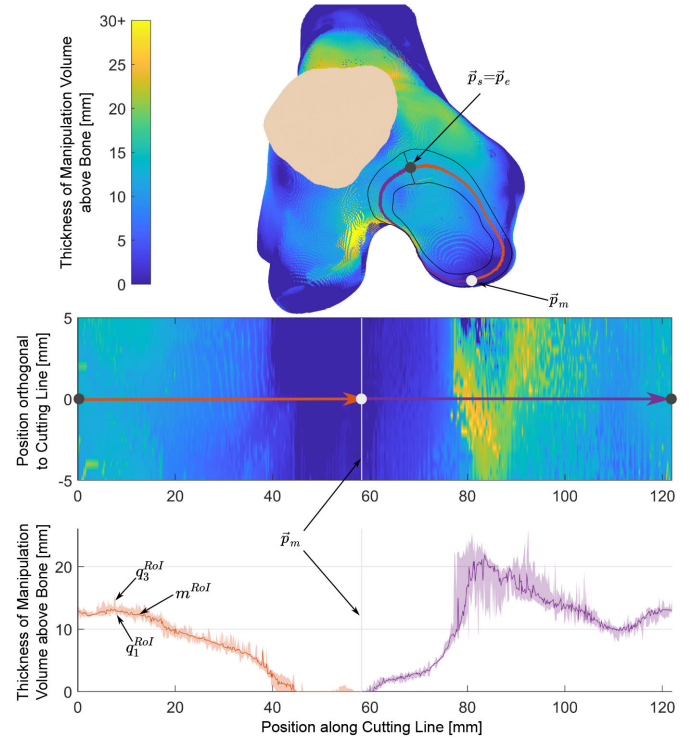 30+
25
20
15
10
5
0
Thickness of Manipulation Volume
above Bone [mm]
p⃗ₛ=p⃗ₑ
p⃗ₘ
5
0
-5
Position orthogonal
to Cutting Line [mm]
0 20 40 60 80 100 120
p⃗ₘ
20
10
0
Thickness of Manipulation
Volume above Bone [mm]
q₃ᴿᵒᴵ
mᴿᵒᴵ
q₁ᴿᵒᴵ
0 20 40 60 80 100 120
Position along Cutting Line [mm]